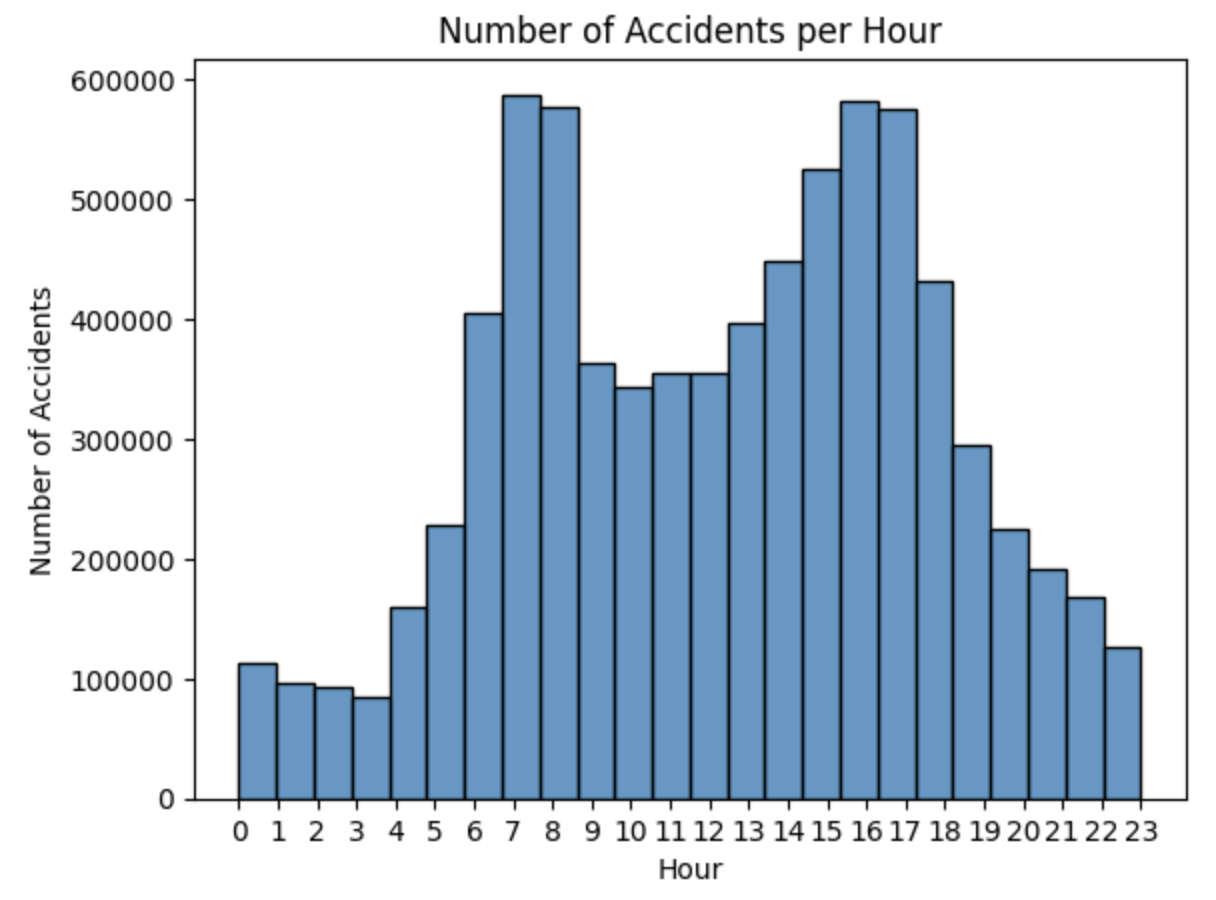 Number of Accidents per Hour
Number of Accidents
600000
500000
400000
300000
200000
100000
0
0 1 2 3 4 5 6 7 8 9 10 11 12 13 14 15 16 17 18 19 20 21 22 23
Hour